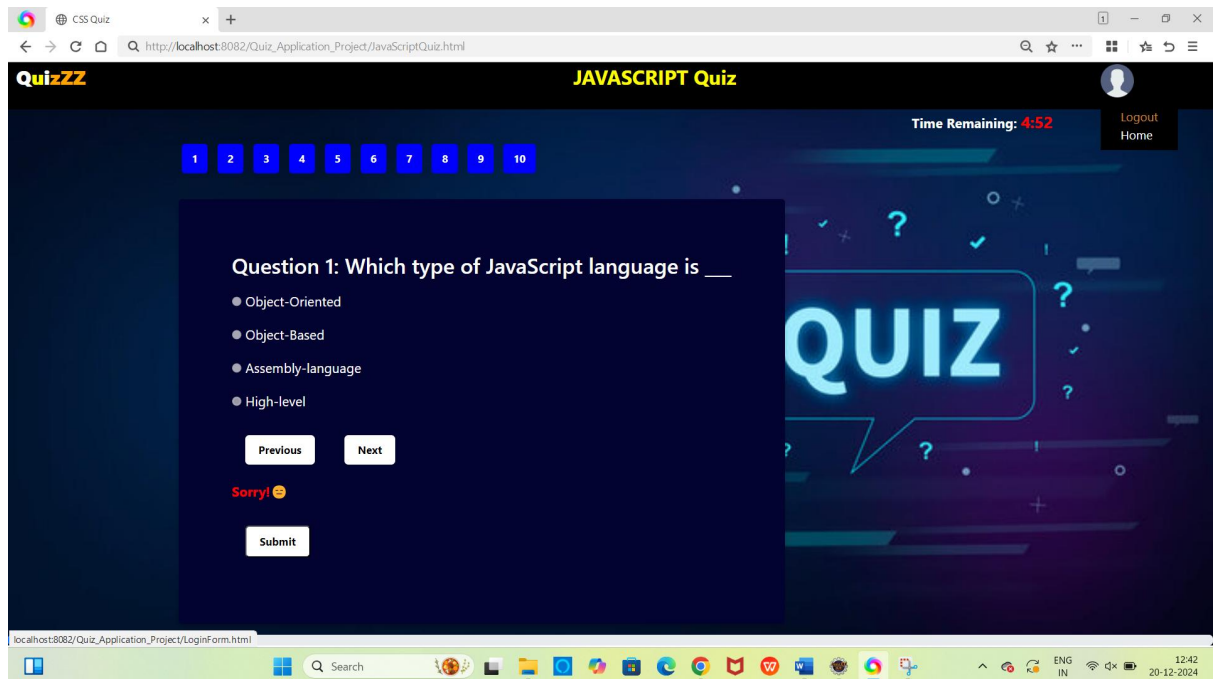 CSS Quiz
1
http://localhost:8082/Quiz_Application_Project/JavaScriptQuiz.html
QuizZZ
JAVASCRIPT Quiz
Time Remaining: 4:52
Logout
Home
1 2 3 4 5 6 7 8 9 10
Question 1: Which type of JavaScript language is ___
Object-Oriented
Object-Based
Assembly-language
High-level
Previous Next
Sorry!😑
Submit
QUIZ
localhost:8082/Quiz_Application_Project/LoginForm.html
Search
ENG
IN
12:42
20-12-2024